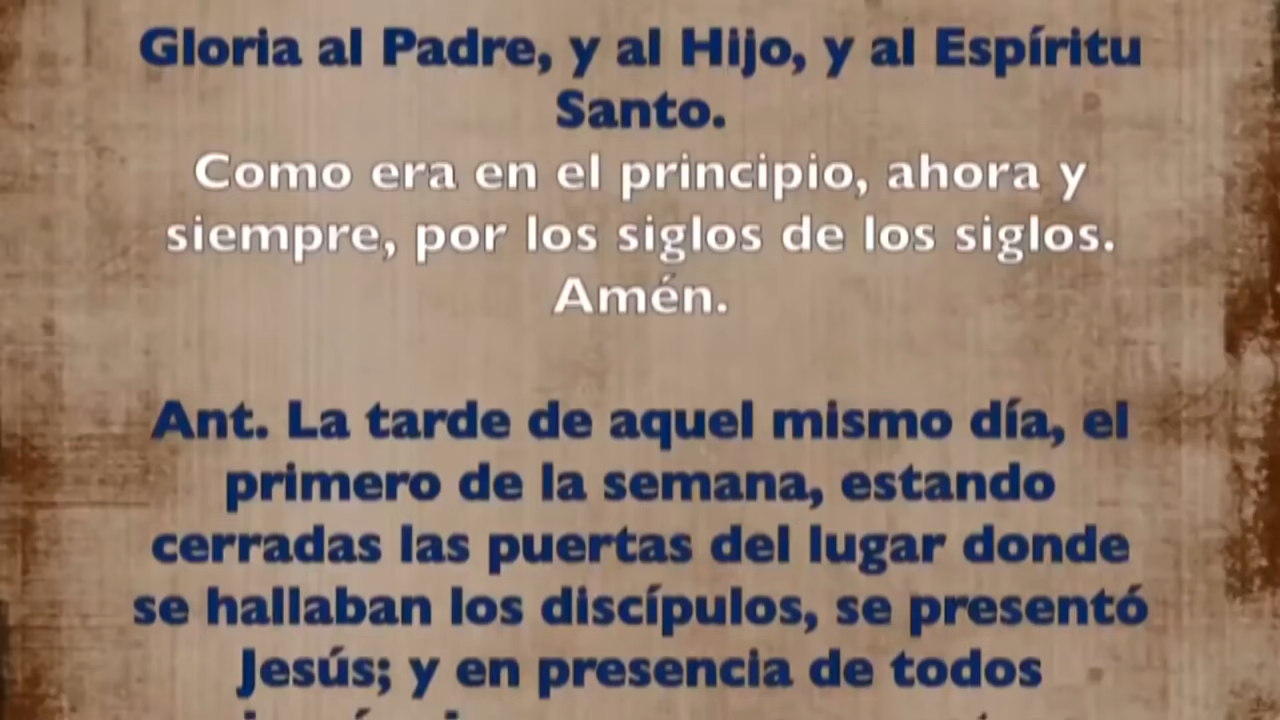 Gloria al Padre, y al Hijo, y al Espíritu
Santo.
Como era en el principio, ahora y
siempre, por los siglos de los siglos.
Amén.
Ant. La tarde de aquel mismo día, el
primero de la semana, estando
cerradas las puertas del lugar donde
se hallaban los discípulos, se presentó
Jesús; y en presencia de todos